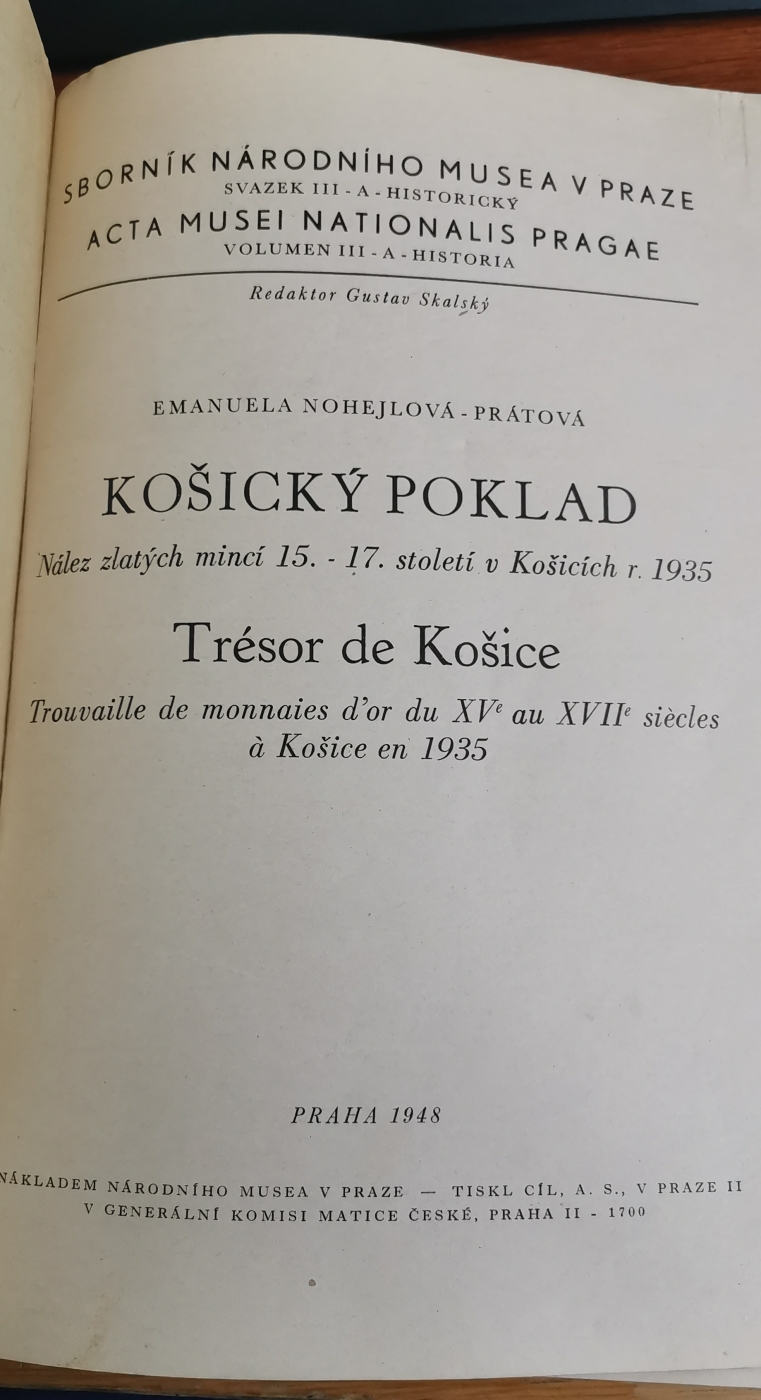 SBORNÍK NÁRODNÍHO MUSEA V PRAZE
SVAZEK III - A - HISTORICKÝ
ACTA MUSEI NATIONALIS PRAGAE
VOLUMEN III - A - HISTORIA
Redaktor Gustav Skalský
EMANUELA NOHEJLOVÁ - PRÁTOVÁ
KOŠICKÝ POKLAD
Nález zlatých mincí 15. - 17. století v Košicích r. 1935
Trésor de Košice
Trouvaille de monnaies d'or du XVᵉ au XVIIᵉ siècles
à Košice en 1935
PRAHA 1948
NÁKLADEM NÁRODNÍHO MUSEA V PRAZE — TISKL CÍL, A. S., V PRAZE II
V GENERÁLNÍ KOMISI MATICE ČESKÉ, PRAHA II - 1700